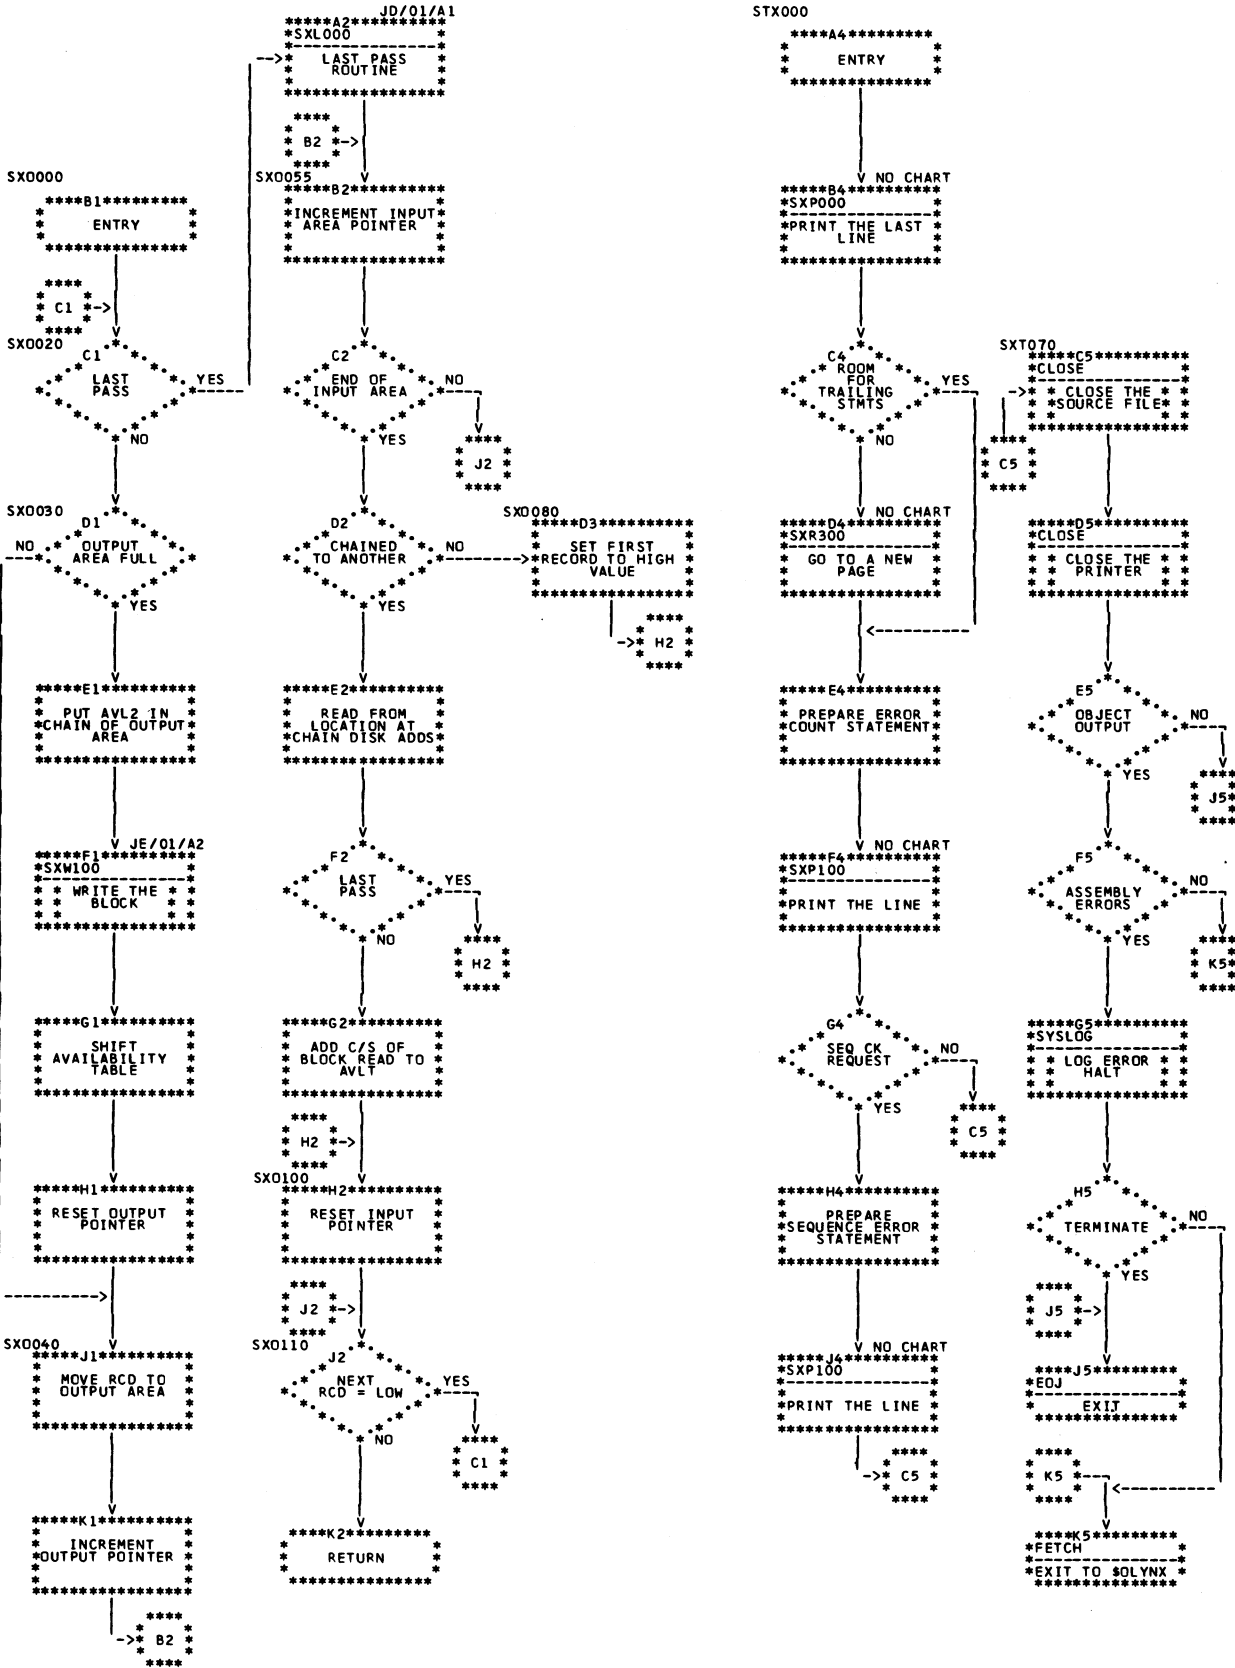 JD/01/A1
*****A2**********
*SXL000
LAST PASS
ROUTINE
B2
SXO000
****B1*********
ENTRY
C1
SXO020
C1
LAST
PASS
YES
NO
SXO030
D1
OUTPUT
AREA FULL
NO
YES
*****E1**********
PUT AVL2 IN
*CHAIN OF OUTPUT*
AREA
JE/01/A2
*****F1**********
*SXW100
WRITE THE
BLOCK
*****G1**********
SHIFT
AVAILABILITY
TABLE
*****H1**********
RESET OUTPUT
POINTER
SXO040
*****J1**********
MOVE RCD TO
OUTPUT AREA
*****K1**********
INCREMENT
*OUTPUT POINTER
B2
SXO055
*****B2**********
*INCREMENT INPUT*
AREA POINTER
C2
END OF
INPUT AREA
NO
J2
YES
D2
CHAINED
TO ANOTHER
NO
YES
SXO080
*****D3**********
SET FIRST
*RECORD TO HIGH
VALUE
H2
*****E2**********
READ FROM
LOCATION AT
*CHAIN DISK ADDS*
F2
LAST
PASS
YES
H2
NO
*****G2**********
ADD C/S OF
BLOCK READ TO
AVLT
H2
SXO100
*****H2**********
RESET INPUT
POINTER
J2
SXO110
J2
NEXT
RCD = LOW
YES
C1
NO
****K2*********
RETURN
STX000
****A4*********
ENTRY
NO CHART
*****B4**********
*SXP000
*PRINT THE LAST
LINE
C4
ROOM
FOR
TRAILING
STMTS
YES
NO
NO CHART
*****D4**********
*SXR300
GO TO A NEW
PAGE
*****E4**********
PREPARE ERROR
*COUNT STATEMENT*
NO CHART
*****F4**********
*SXP100
*PRINT THE LINE
G4
SEQ CK
REQUEST
NO
C5
YES
*****H4**********
PREPARE
SEQUENCE ERROR
STATEMENT
NO CHART
*****J4**********
*SXP100
*PRINT THE LINE
C5
SXT070
*****C5**********
*CLOSE
CLOSE THE
*SOURCE FILE*
C5
*****D5**********
*CLOSE
CLOSE THE
PRINTER
E5
OBJECT
OUTPUT
NO
J5
YES
F5
ASSEMBLY
ERRORS
NO
K5
YES
*****G5**********
*SYSLOG
LOG ERROR
HALT
H5
TERMINATE
NO
YES
J5
****J5*********
*EOJ
EXIT
K5
****K5*********
*FETCH
*EXIT TO $OLYNX *